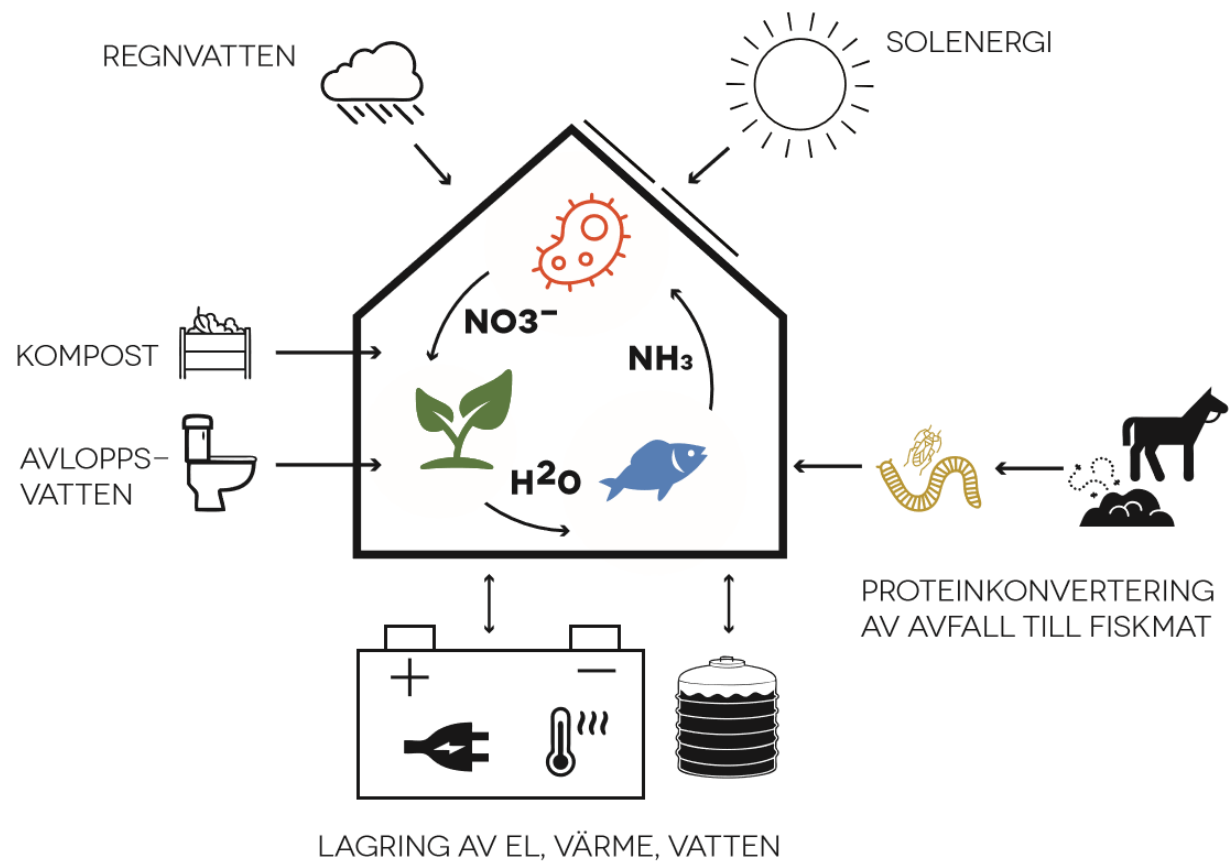 REGNVATTEN
SOLENERGI
NO3⁻
NH₃
KOMPOST
AVLOPPS-
VATTEN
H²O
PROTEINKONVERTERING
AV AVFALL TILL FISKMAT
+ −
LAGRING AV EL, VÄRME, VATTEN